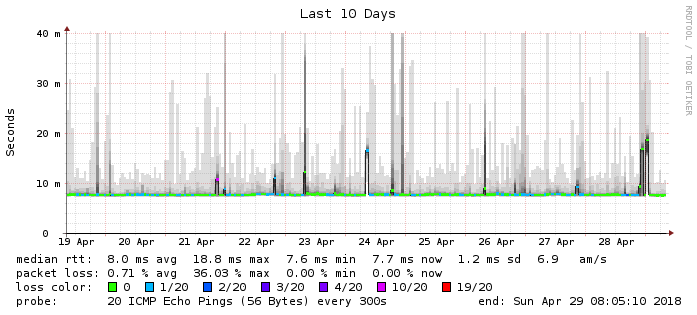 Last 10 Days
RRDTOOL / TOBI OETIKER
Seconds
40 m
30 m
20 m
10 m
0
19 Apr 20 Apr 21 Apr 22 Apr 23 Apr 24 Apr 25 Apr 26 Apr 27 Apr 28 Apr
median rtt: 8.0 ms avg 18.8 ms max 7.6 ms min 7.7 ms now 1.2 ms sd 6.9 am/s
packet loss: 0.71 % avg 36.03 % max 0.00 % min 0.00 % now
loss color: 0 1/20 2/20 3/20 4/20 10/20 19/20
probe: 20 ICMP Echo Pings (56 Bytes) every 300s end: Sun Apr 29 08:05:10 2018